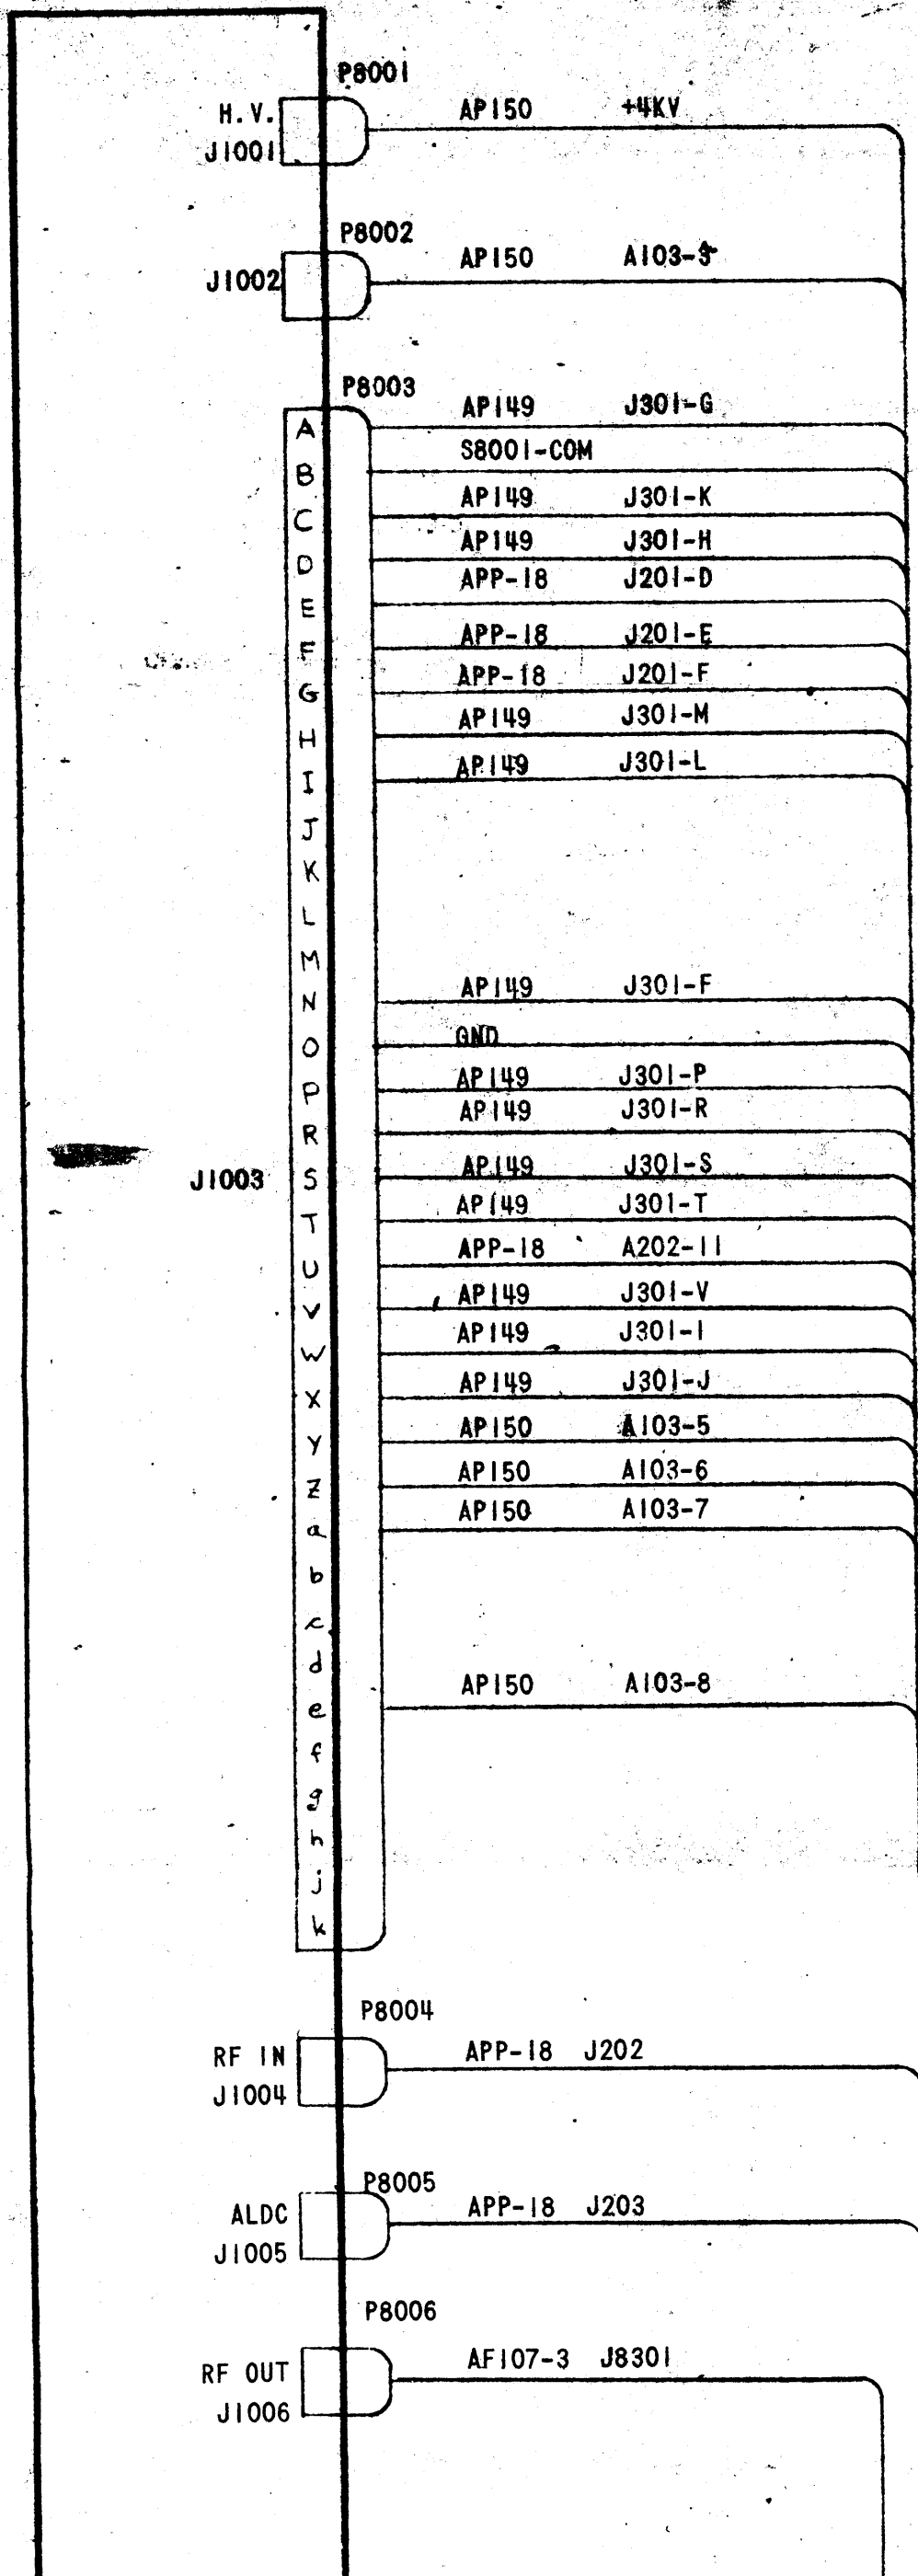 P8001
H.V.
J1001
AP150 +4KV
P8002
J1002
AP150 A103-3
P8003
A AP149 J301-G
B S8001-COM
C AP149 J301-K
D AP149 J301-H
E APP-18 J201-D
F APP-18 J201-E
G APP-18 J201-F
H AP149 J301-M
I AP149 J301-L
J
K
L
M
N AP149 J301-F
O GND
P AP149 J301-P
R AP149 J301-R
J1003
S AP149 J301-S
T AP149 J301-T
U APP-18 A202-11
V AP149 J301-V
W AP149 J301-I
X AP149 J301-J
Y AP150 A103-5
Z AP150 A103-6
a AP150 A103-7
b
c
d
e AP150 A103-8
f
g
h
j
k
P8004
RF IN
J1004
APP-18 J202
P8005
ALDC
J1005
APP-18 J203
P8006
RF OUT
J1006
AF107-3 J8301